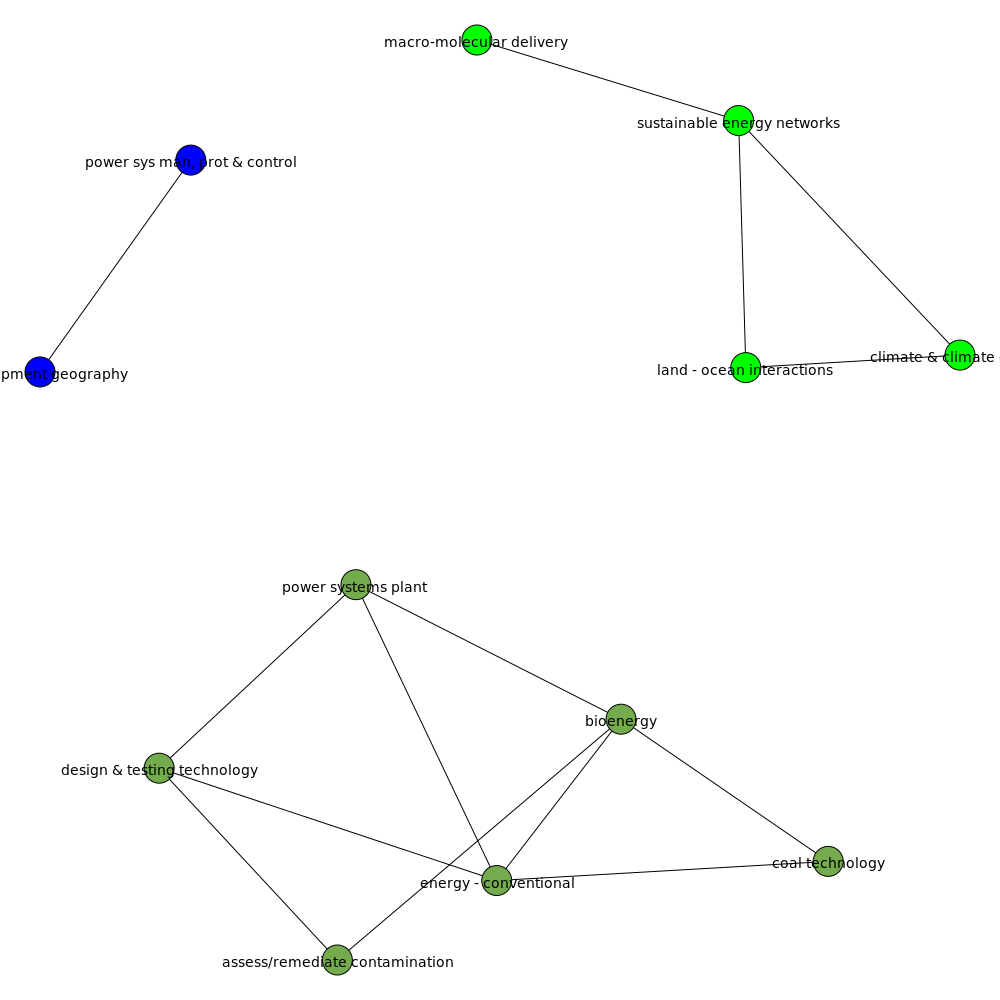 macro-molecular delivery
sustainable energy networks
power sys man, prot & control
land - ocean interactions
climate & climate
geography
power systems plant
bioenergy
design & testing technology
energy - conventional
coal technology
assess/remediate contamination